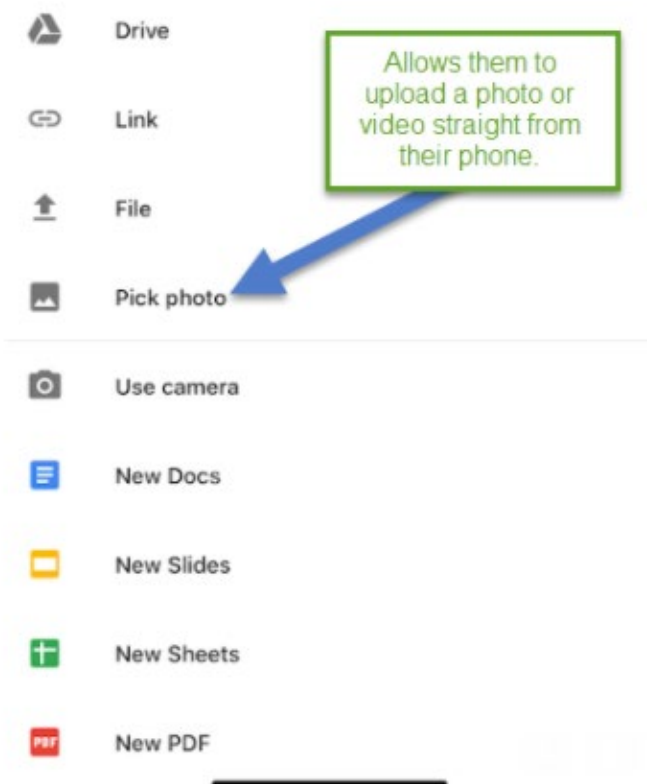 Drive
Allows them to
upload a photo or
video straight from
their phone.
Link
File
Pick photo
Use camera
New Docs
New Slides
New Sheets
PDF
New PDF